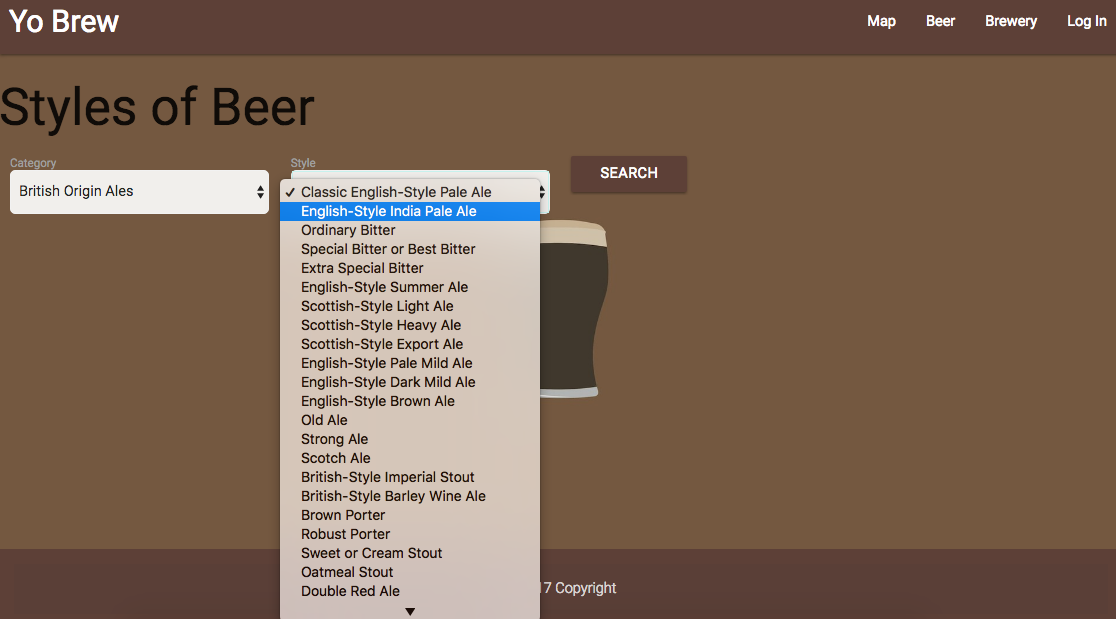 Yo Brew
Map Beer Brewery Log In
Styles of Beer
Category
Style
British Origin Ales
SEARCH
✓ Classic English-Style Pale Ale
English-Style India Pale Ale
Ordinary Bitter
Special Bitter or Best Bitter
Extra Special Bitter
English-Style Summer Ale
Scottish-Style Light Ale
Scottish-Style Heavy Ale
Scottish-Style Export Ale
English-Style Pale Mild Ale
English-Style Dark Mild Ale
English-Style Brown Ale
Old Ale
Strong Ale
Scotch Ale
British-Style Imperial Stout
British-Style Barley Wine Ale
Brown Porter
Robust Porter
Sweet or Cream Stout
Oatmeal Stout
Double Red Ale
Copyright